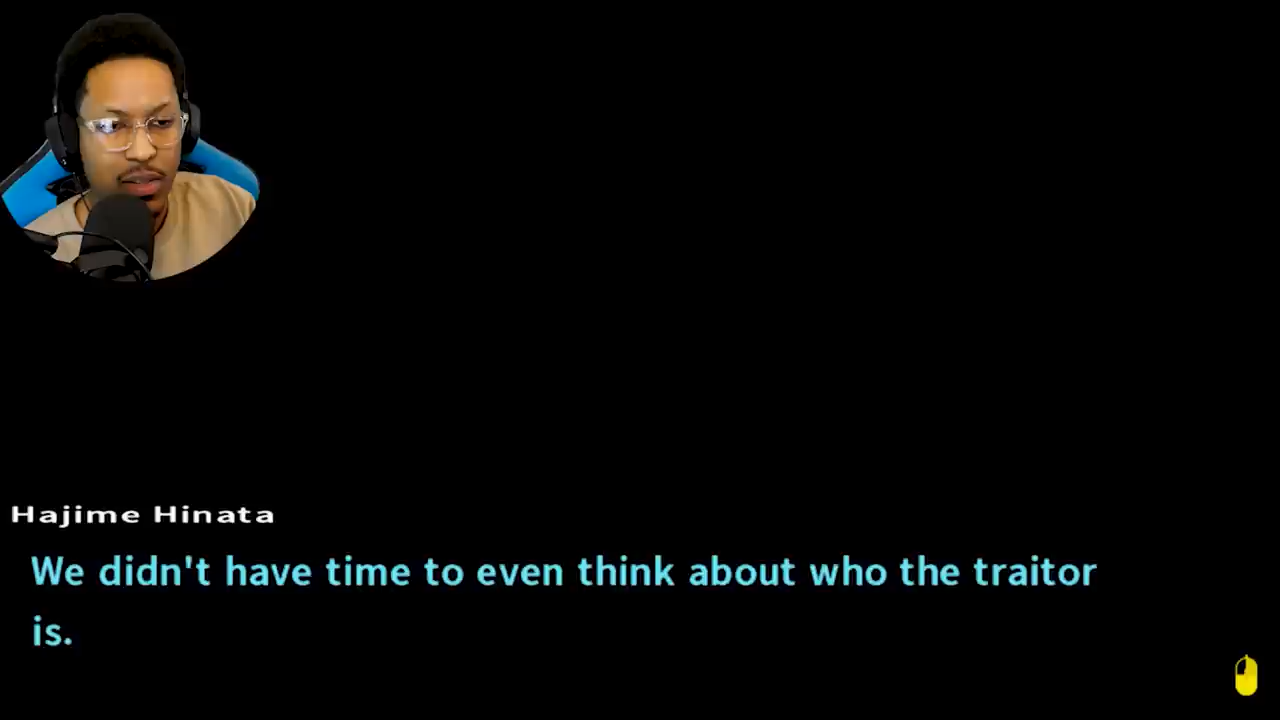 Hajime Hinata
We didn't have time to even think about who the traitor
is.